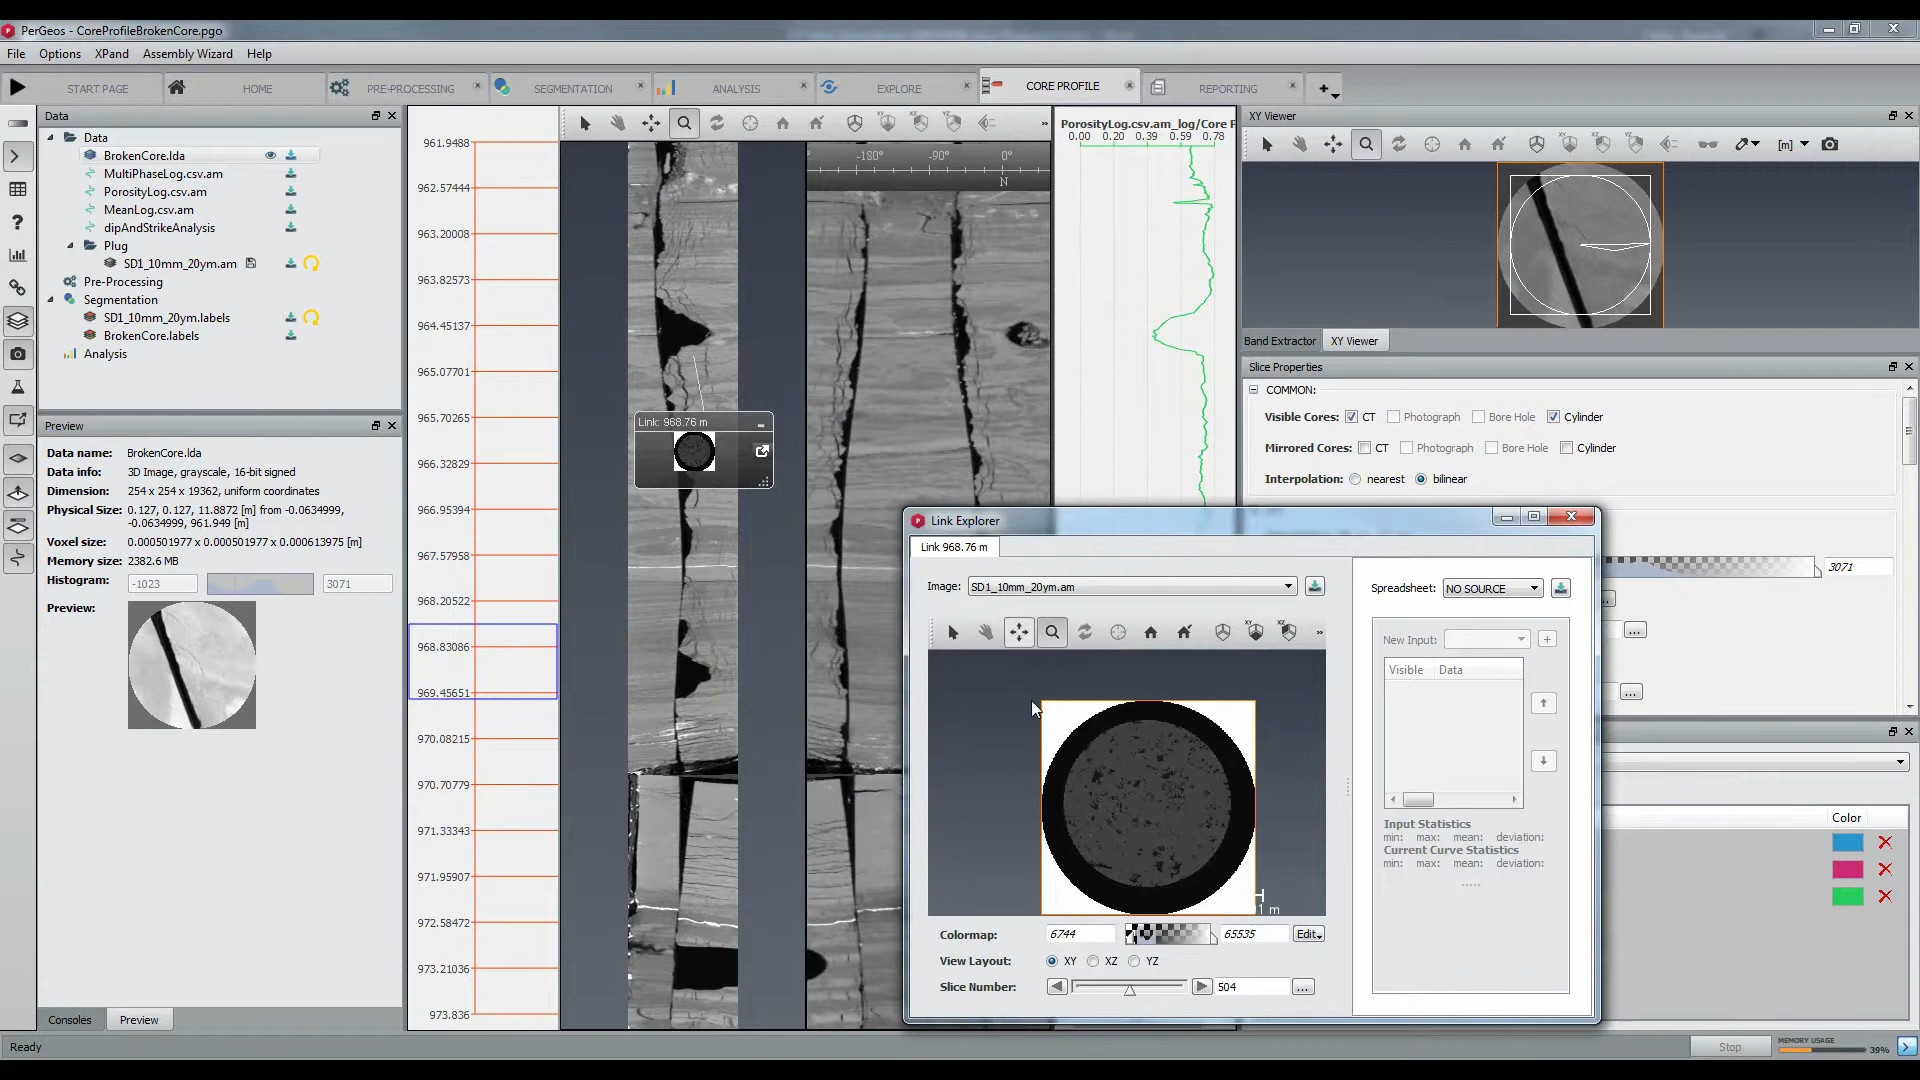 PerGeos - CoreProfileBrokenCore.pgo
File Options XPand Assembly Wizard Help
START PAGE HOME PRE-PROCESSING SEGMENTATION ANALYSIS EXPLORE CORE PROFILE REPORTING
Data
Data
BrokenCore.lda
MultiPhaseLog.csv.am
PorosityLog.csv.am
MeanLog.csv.am
dipAndStrikeAnalysis
Plug
SD1_10mm_20ym.am
Pre-Processing
Segmentation
SD1_10mm_20ym.labels
BrokenCore.labels
Analysis
Preview
Data name: BrokenCore.lda
Data info: 3D Image, grayscale, 16-bit signed
Dimension: 254 x 254 x 19362, uniform coordinates
Physical Size: 0.127, 0.127, 11.8872 [m] from -0.0634999,
-0.0634999, 961.949 [m]
Voxel size: 0.000501977 x 0.000501977 x 0.000613975 [m]
Memory size: 2382.6 MB
Histogram: -1023 3071
Preview:
Consoles Preview
Ready
961.9488
962.57444
963.20008
963.82573
964.45137
965.07701
965.70265
966.32829
966.95394
967.57958
968.20522
968.83086
969.45651
970.08215
970.70779
971.33343
971.95907
972.58472
973.21036
973.836
-180° -90° 0°
N
Link: 968.76 m
PorosityLog.csv.am_log/Core P
0.00 0.20 0.39 0.59 0.78
XY Viewer
[m]
Band Extractor XY Viewer
Slice Properties
COMMON:
Visible Cores: CT Photograph Bore Hole Cylinder
Mirrored Cores: CT Photograph Bore Hole Cylinder
Interpolation: nearest bilinear
3071
...
...
Color
Link Explorer
Link 968.76 m
Image: SD1_10mm_20ym.am
XY XZ
1 m
Colormap: 6744 65535 Edit
View Layout: XY XZ YZ
Slice Number: 504 ...
Spreadsheet: NO SOURCE
New Input: +
Visible Data
Input Statistics
min: max: mean: deviation:
Current Curve Statistics
min: max: mean: deviation:
Stop
MEMORY USAGE
39%